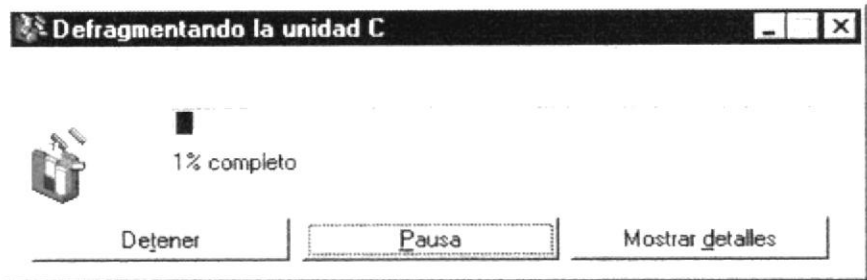 Defragmentando la unidad C
1% completo
Detener
Pausa
Mostrar detalles